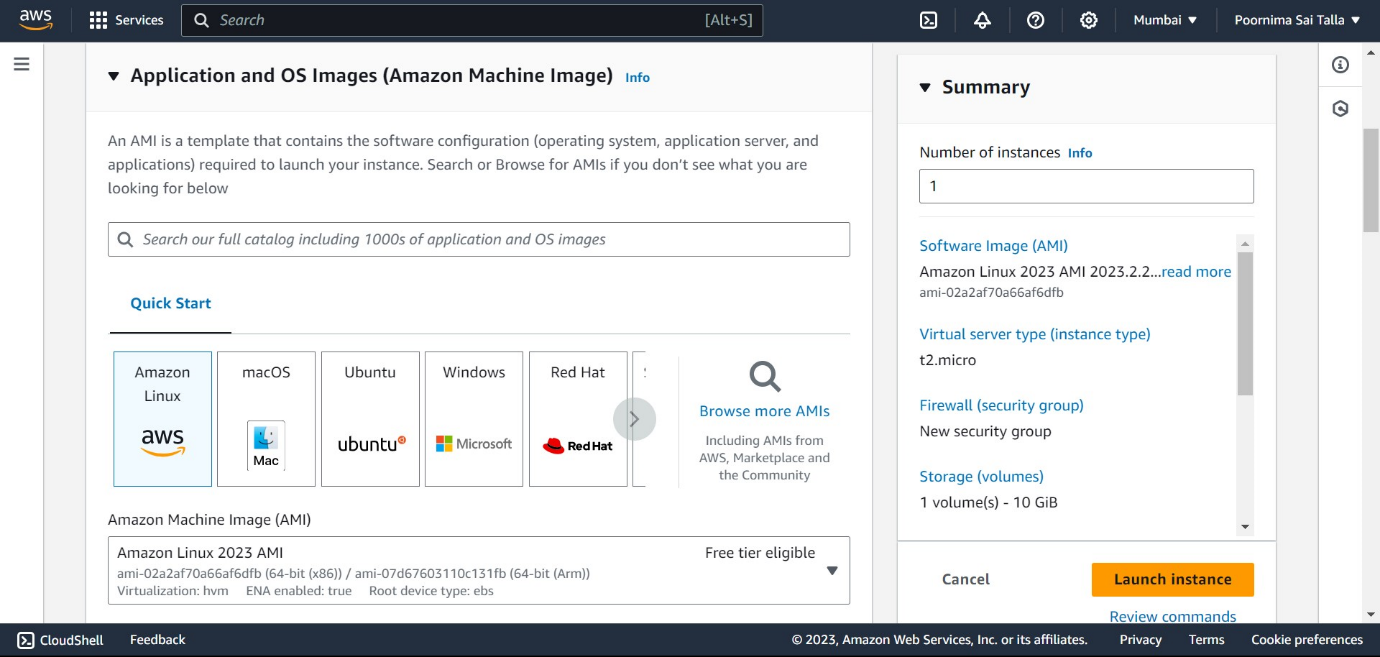 aws
Services
Search
[Alt+S]
Mumbai
Poornima Sai Talla
Application and OS Images (Amazon Machine Image) Info
An AMI is a template that contains the software configuration (operating system, application server, and
applications) required to launch your instance. Search or Browse for AMIs if you don't see what you are
looking for below
Search our full catalog including 1000s of application and OS images
Quick Start
Amazon
Linux
aws
macOS
Mac
Ubuntu
ubuntu
Windows
Microsoft
Red Hat
Red Hat
Browse more AMIs
Including AMIs from
AWS, Marketplace and
the Community
Amazon Machine Image (AMI)
Amazon Linux 2023 AMI
Free tier eligible
ami-02a2af70a66af6dfb (64-bit (x86)) / ami-07d67603110c131fb (64-bit (Arm))
Virtualization: hvm ENA enabled: true Root device type: ebs
Summary
Number of instances Info
1
Software Image (AMI)
Amazon Linux 2023 AMI 2023.2.2...read more
ami-02a2af70a66af6dfb
Virtual server type (instance type)
t2.micro
Firewall (security group)
New security group
Storage (volumes)
1 volume(s) - 10 GiB
Cancel
Launch instance
Review commands
CloudShell
Feedback
© 2023, Amazon Web Services, Inc. or its affiliates.
Privacy
Terms
Cookie preferences